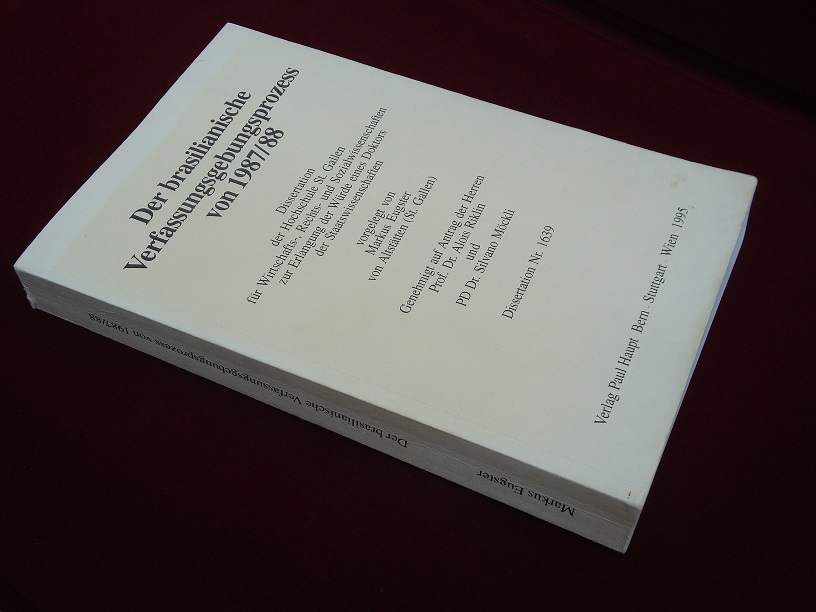 Der brasilianische
Verfassungsgebungsprozess
von 1987/88
Dissertation
der Hochschule St. Gallen
für Wirtschafts-, Rechts- und Sozialwissenschaften
zur Erlangung der Würde eines Doktors
der Staatswissenschaften
vorgelegt von
Markus Eugster
von Altstätten (St. Gallen)
Genehmigt auf Antrag der Herren
Prof. Dr. Alois Riklin
und
PD Dr. Silvano Möckli
Dissertation Nr. 1639
Verlag Paul Haupt Bern · Stuttgart · Wien 1995
Markus Eugster Der brasilianische Verfassungsgebungsprozess von 1987/88